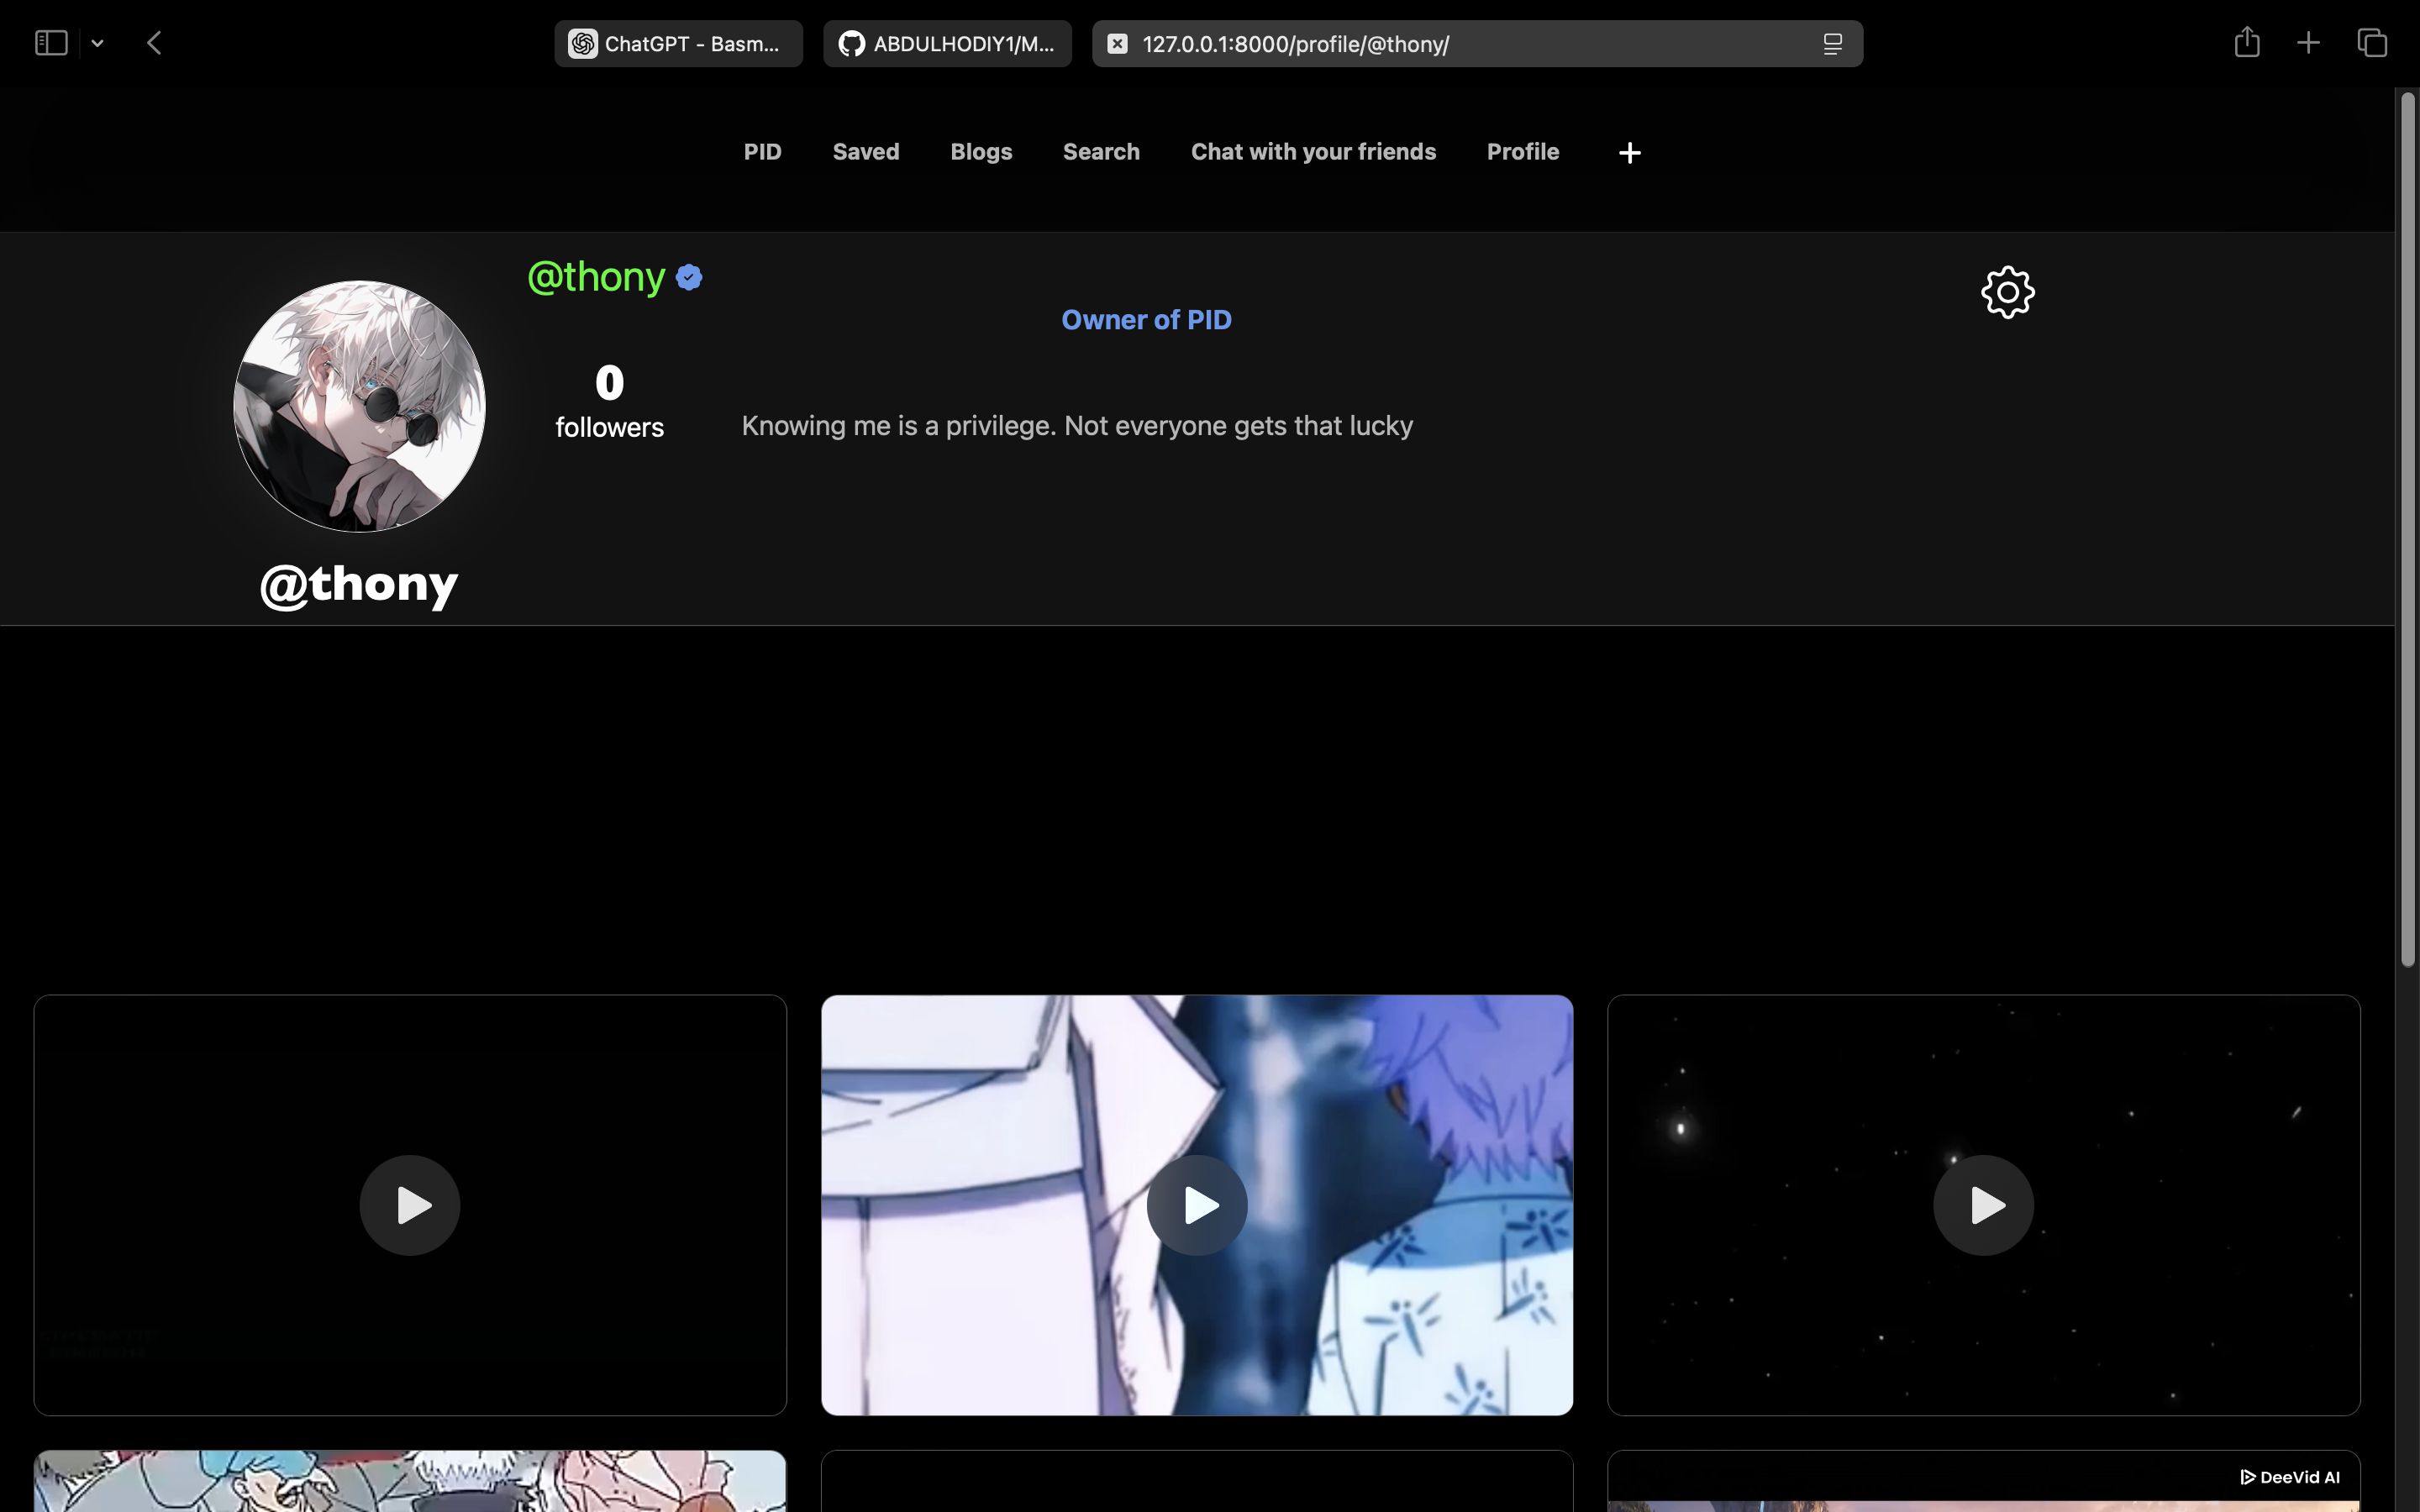 ChatGPT - Basm...
ABDULHODIY1/M...
127.0.0.1:8000/profile/@thony/
PID Saved Blogs Search Chat with your friends Profile +
@thony
Owner of PID
0
followers
Knowing me is a privilege. Not everyone gets that lucky
@thony
DeeVid AI